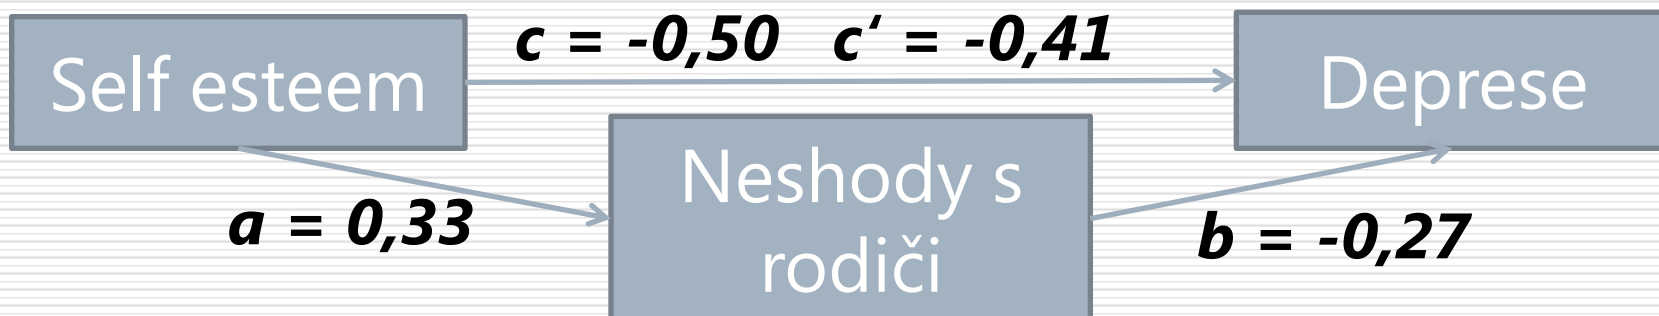 c = -0,50 c‘ = -0,41
Self esteem
Deprese
Neshody s
rodiči
a = 0,33
b = -0,27